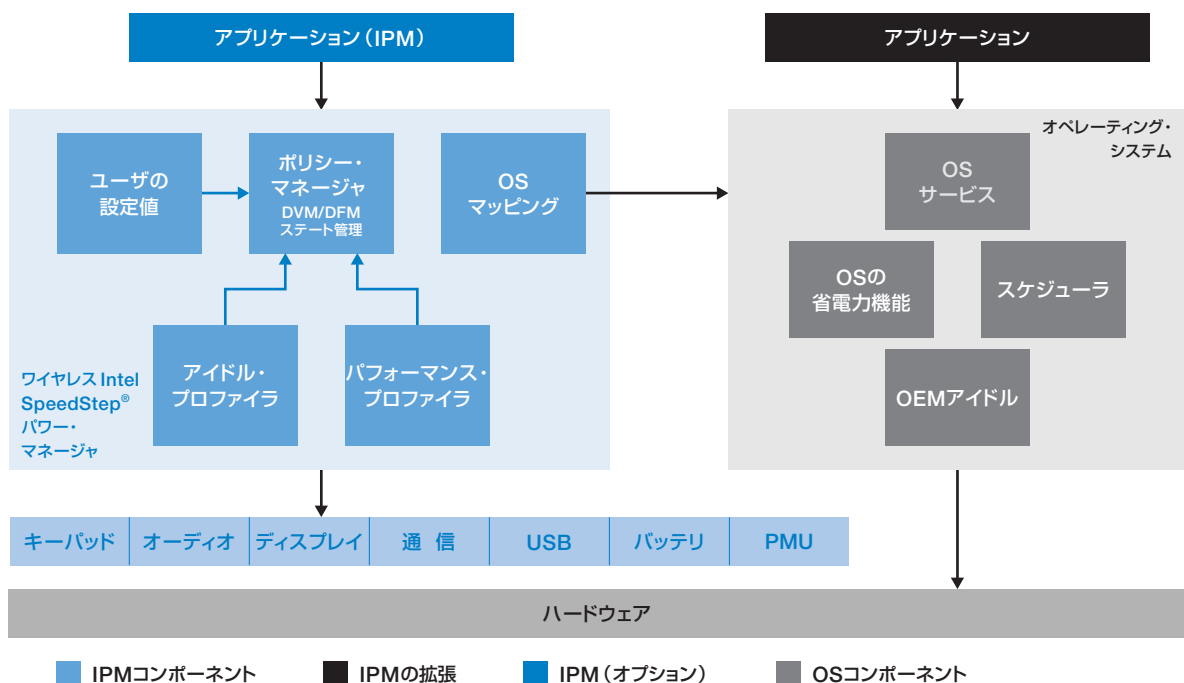 アプリケーション（IPM）
アプリケーション
オペレーティング・
システム
ユーザの
設定値
ポリシー・
マネージャ
DVM/DFM
ステート管理
OS
マッピング
OS
サービス
OSの
省電力機能
スケジューラ
ワイヤレス Intel
SpeedStep®
パワー・
マネージャ
アイドル・
プロファイラ
パフォーマンス・
プロファイラ
OEMアイドル
キーパッド
オーディオ
ディスプレイ
通 信
USB
バッテリ
PMU
ハードウェア
IPMコンポーネント
IPMの拡張
IPM（オプション）
OSコンポーネント